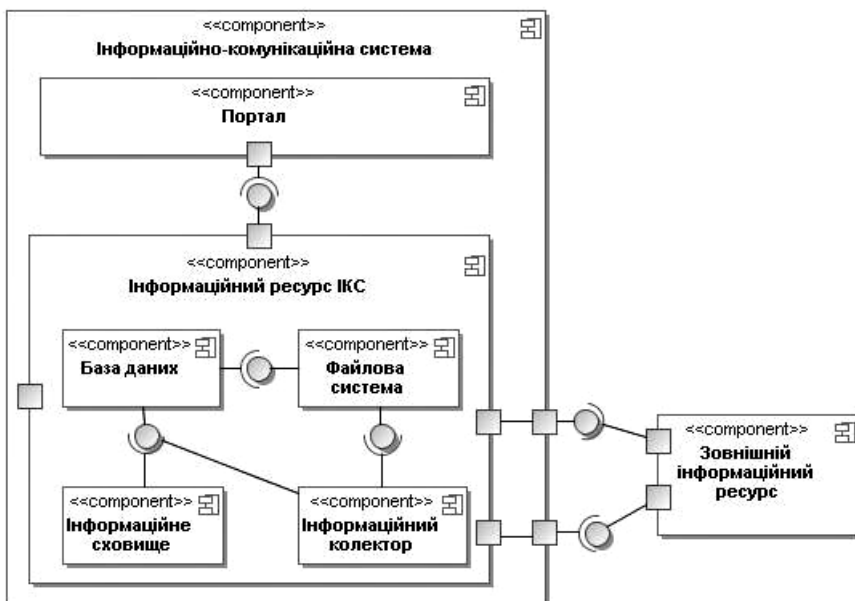 <<component>>
Інформаційно-комунікаційна система
<<component>>
Портал
<<component>>
Інформаційний ресурс ІКС
<<component>>
База даних
<<component>>
Файлова
система
<<component>>
Інформаційне
сховище
<<component>>
Інформаційний
колектор
<<component>>
Зовнішній
інформаційний
ресурс